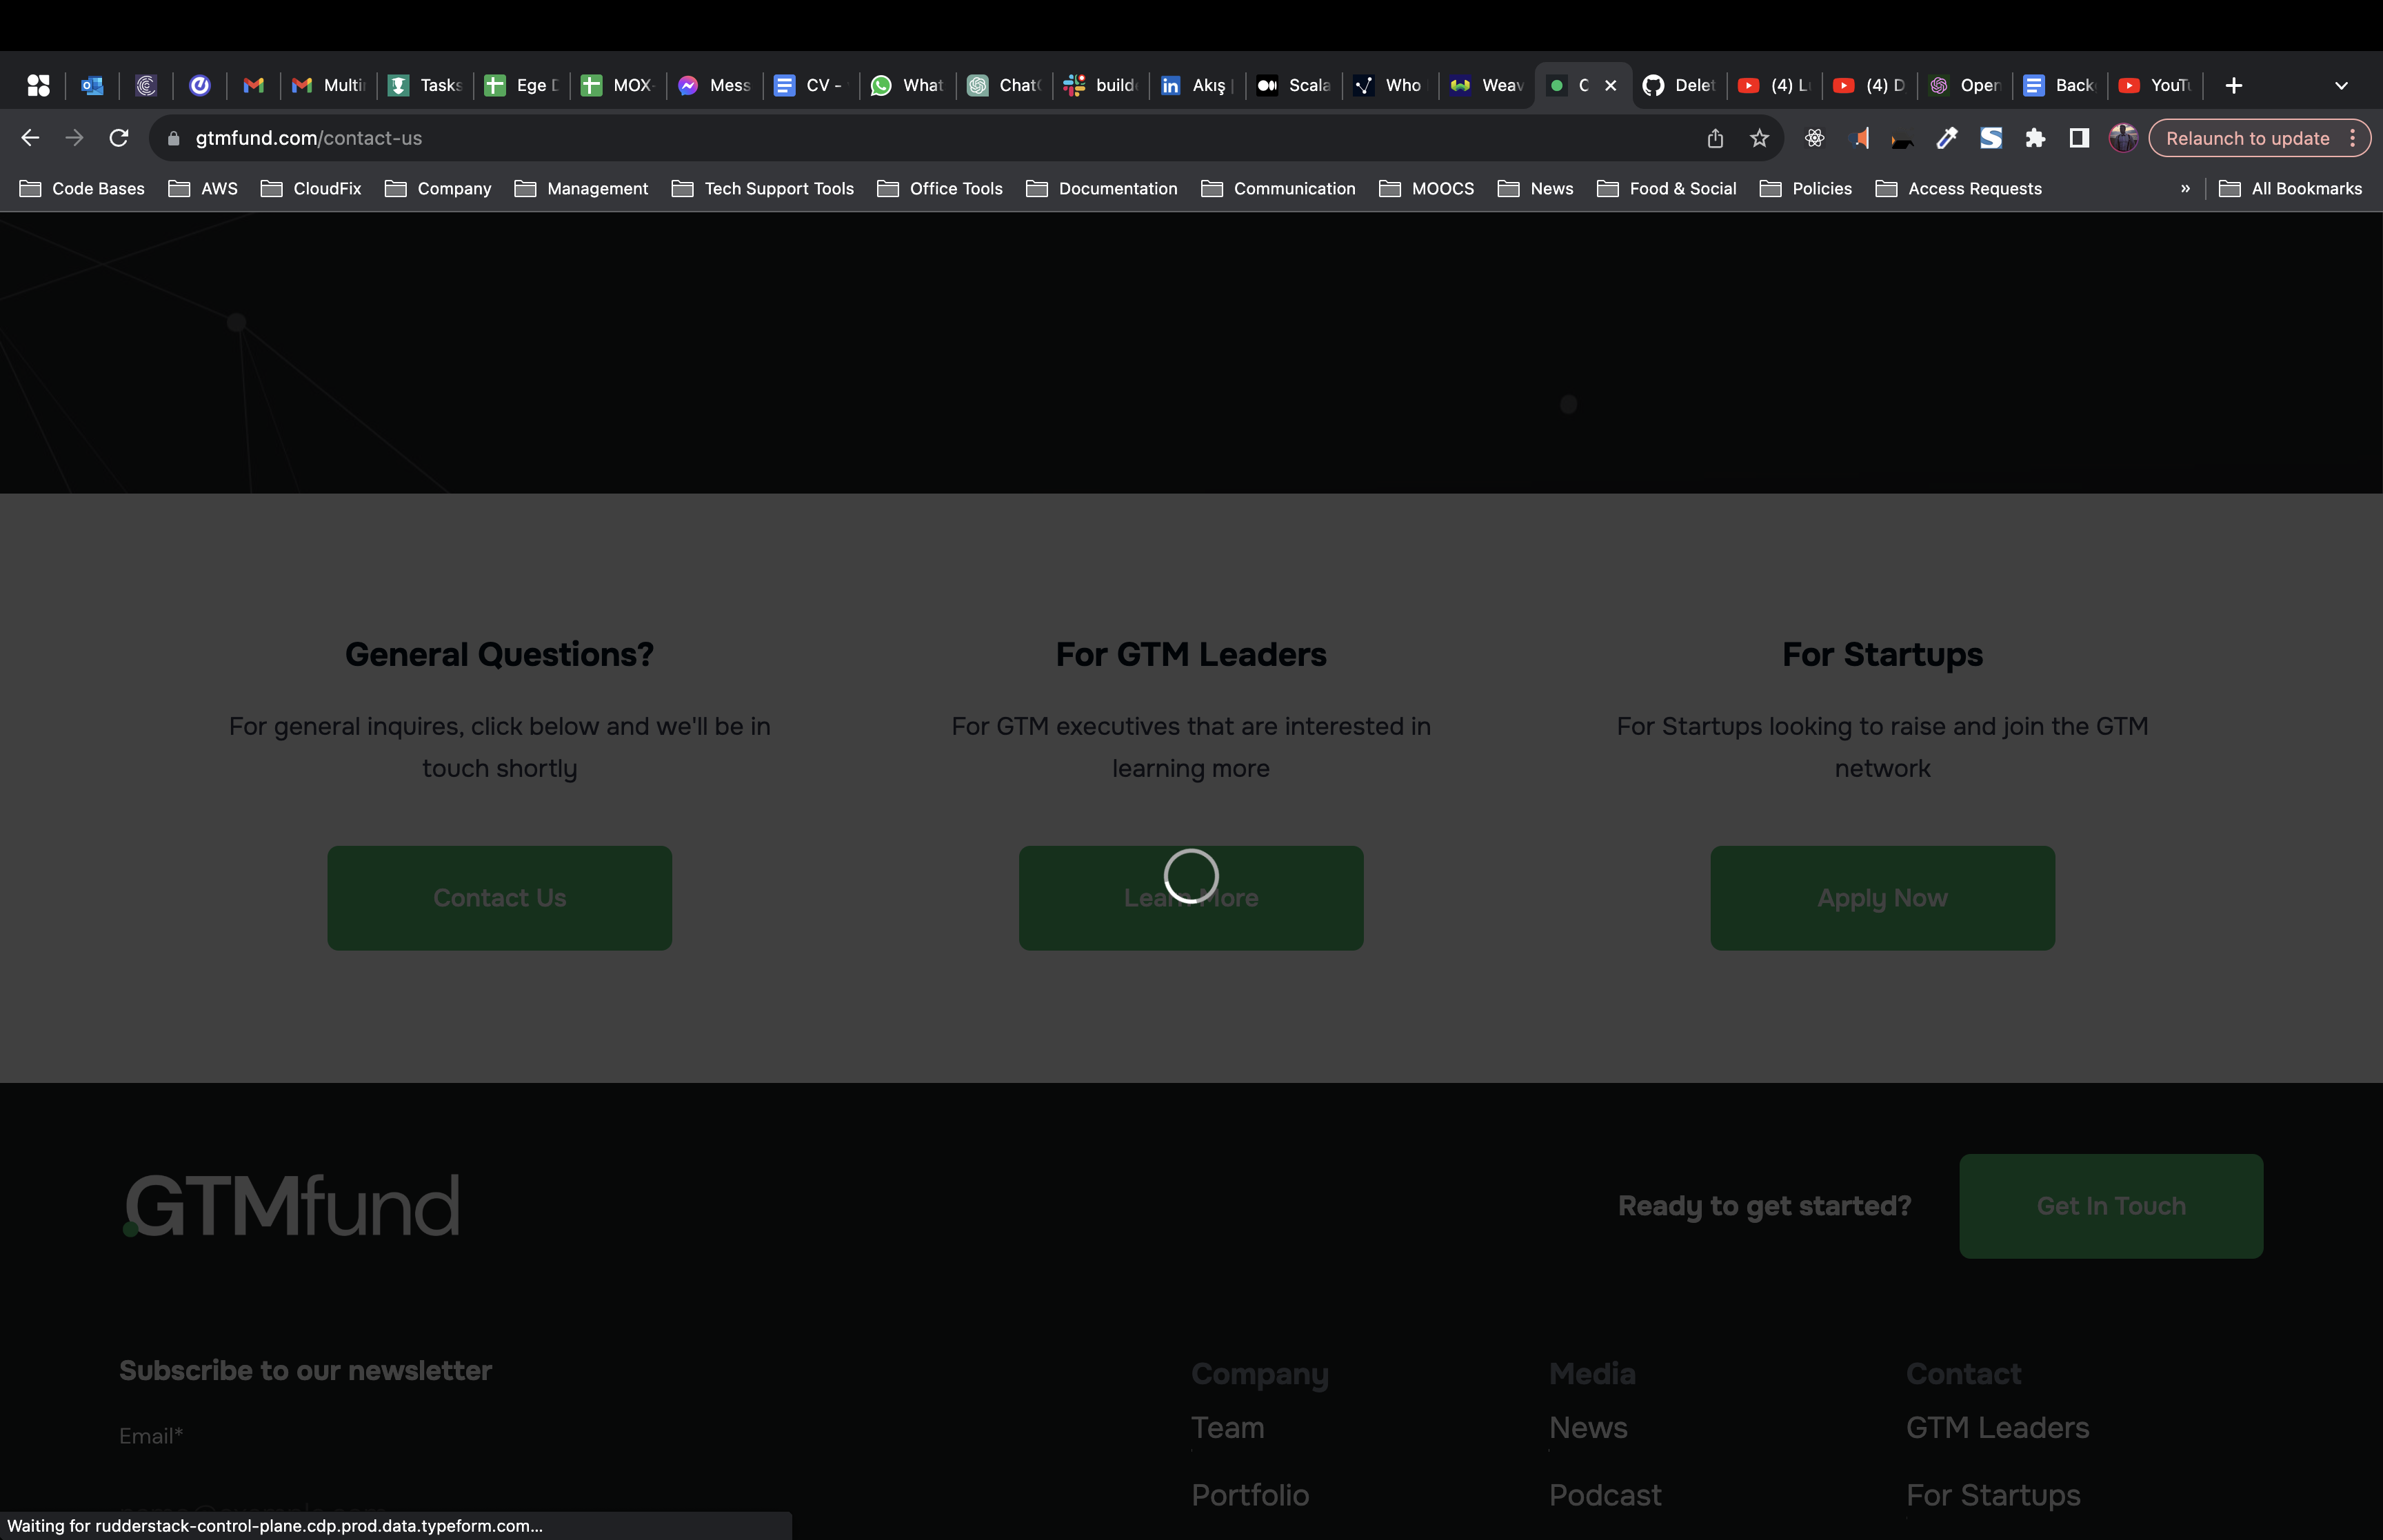 Multi
Tasks
Ege D
MOX-
Mess
CV -
What
Chat
builde
in
Akış
Scala
Who
Weav
Delet
(4) D
Open
Back
YouTu
gtmfund.com/contact-us
Relaunch to update
Code Bases
AWS
CloudFix
Company
Management
Tech Support Tools
Office Tools
Documentation
Communication
MOOCS
News
Food & Social
Policies
Access Requests
»
All Bookmarks
General Questions?
For general inquires, click below and we'll be in
touch shortly
Contact Us
For GTM Leaders
For GTM executives that are interested in
learning more
Learn More
For Startups
For Startups looking to raise and join the GTM
network
Apply Now
GTMfund
Ready to get started?
Get In Touch
Subscribe to our newsletter
Email*
Company
Team
Portfolio
Media
News
Podcast
Contact
GTM Leaders
For Startups
Waiting for rudderstack-control-plane.cdp.prod.data.typeform.com...